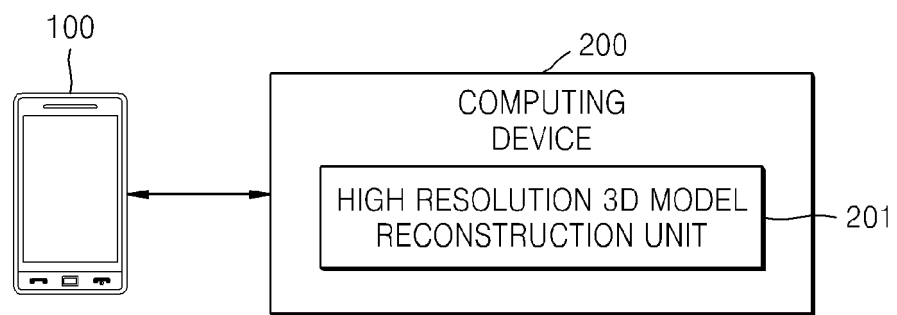 100
200
COMPUTING
DEVICE
HIGH RESOLUTION 3D MODEL
RECONSTRUCTION UNIT
201